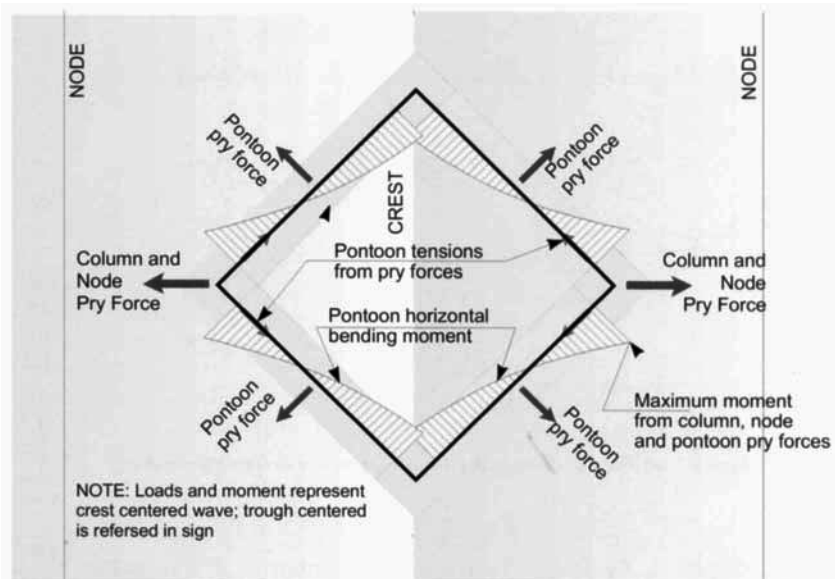 NODE
NODE
Pontoon
pry force
Pontoon
pry force
CREST
Column and
Node
Pry Force
Pontoon tensions
from pry forces
Column and
Node
Pry Force
Pontoon horizontal
bending moment
Pontoon
pry force
Pontoon
pry force
Maximum moment
from column, node
and pontoon pry forces
NOTE: Loads and moment represent
crest centered wave; trough centered
is refersed in sign